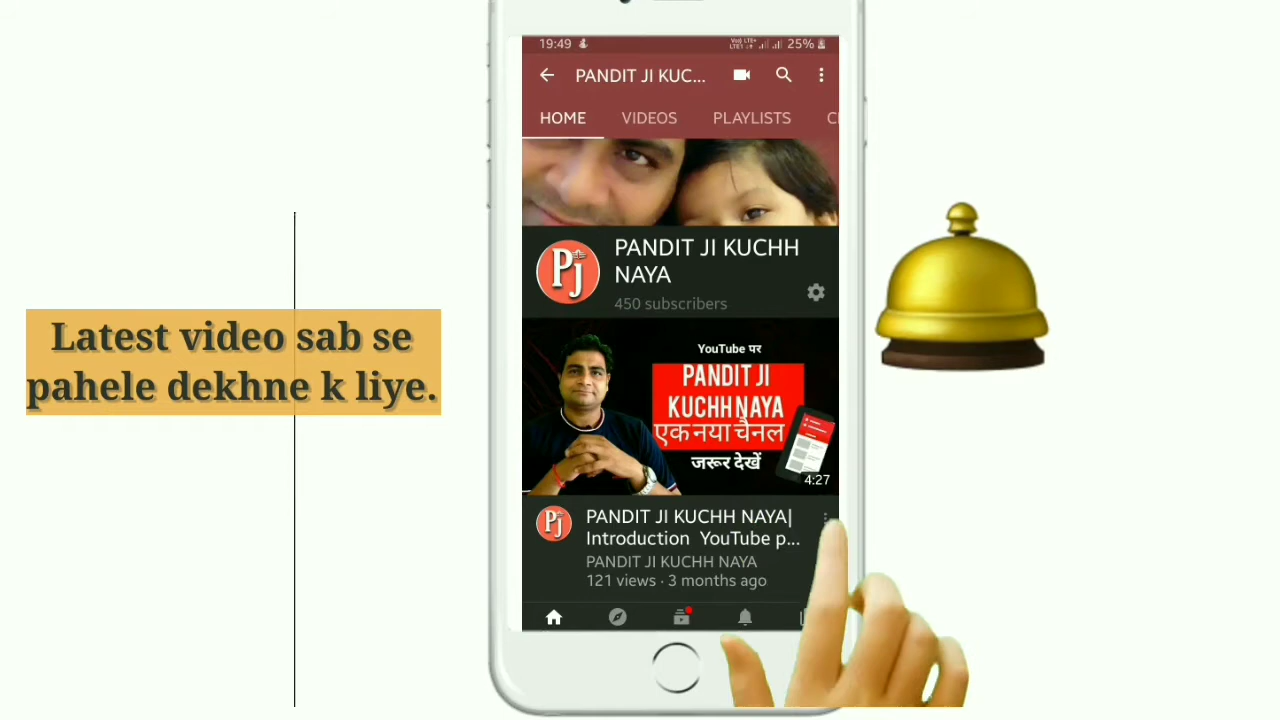 19:49
25%
PANDIT JI KUC...
HOME VIDEOS PLAYLISTS
PJ
PANDIT JI KUCHH
NAYA
450 subscribers
Latest video sab se
pahele dekhne k liye.
YouTube पर
PANDIT JI
KUCHH NAYA
एक नया चैनल
जरूर देखें
4:27
PJ
PANDIT JI KUCHH NAYA|
Introduction YouTube p...
PANDIT JI KUCHH NAYA
121 views · 3 months ago